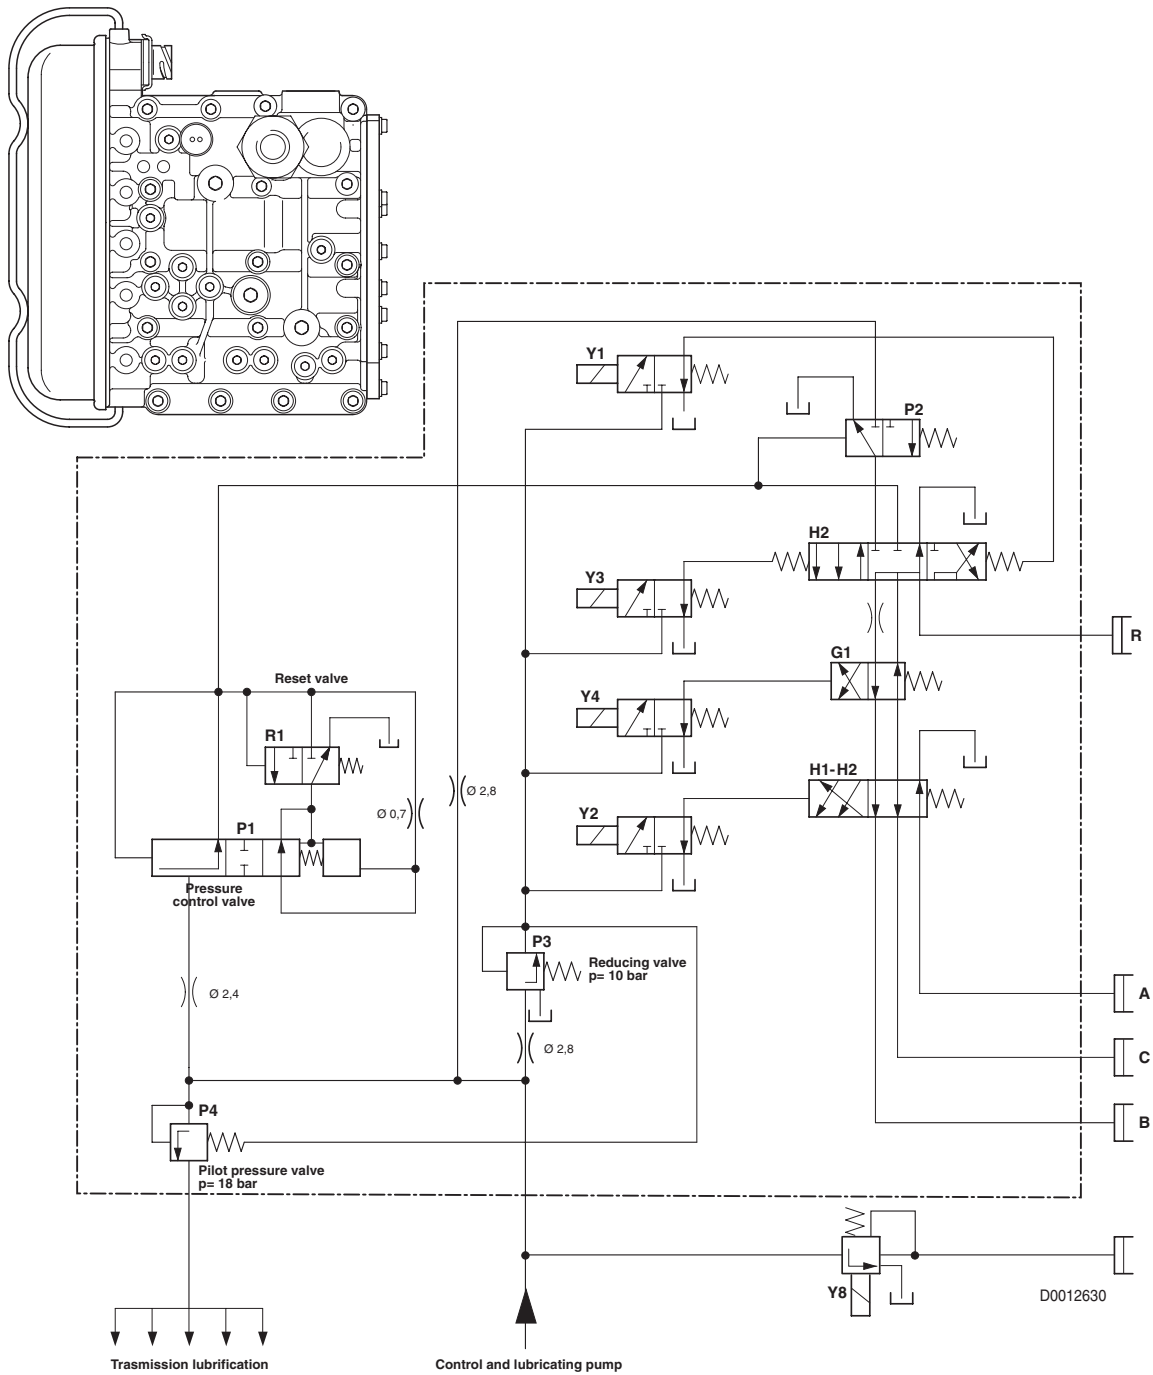 Y1
P2
H2
Y3
R
G1
Reset valve
Y4
R1
H1-H2
Ø 2,8
Ø 0,7
Y2
P1
Pressure
control valve
P3
Reducing valve
p= 10 bar
Ø 2,4
A
Ø 2,8
C
P4
B
Pilot pressure valve
p= 18 bar
Y8
D0012630
Trasmission lubrification
Control and lubricating pump